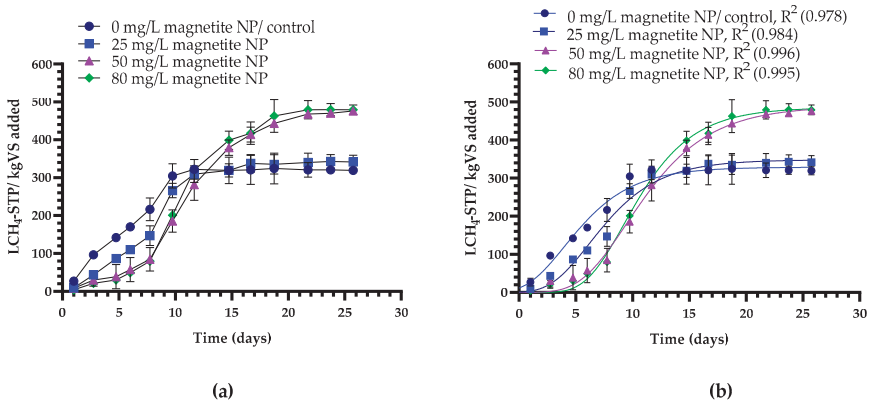 0 mg/L magnetite NP/ control
25 mg/L magnetite NP
50 mg/L magnetite NP
80 mg/L magnetite NP
600
500
400
300
200
100
0
LCH₄-STP/ kgVS added
0 5 10 15 20 25 30
Time (days)
(a)
0 mg/L magnetite NP/ control, R² (0.978)
25 mg/L magnetite NP, R² (0.984)
50 mg/L magnetite NP, R² (0.996)
80 mg/L magnetite NP, R² (0.995)
600
500
400
300
200
100
0
LCH₄-STP/ kgVS added
0 5 10 15 20 25 30
Time (days)
(b)